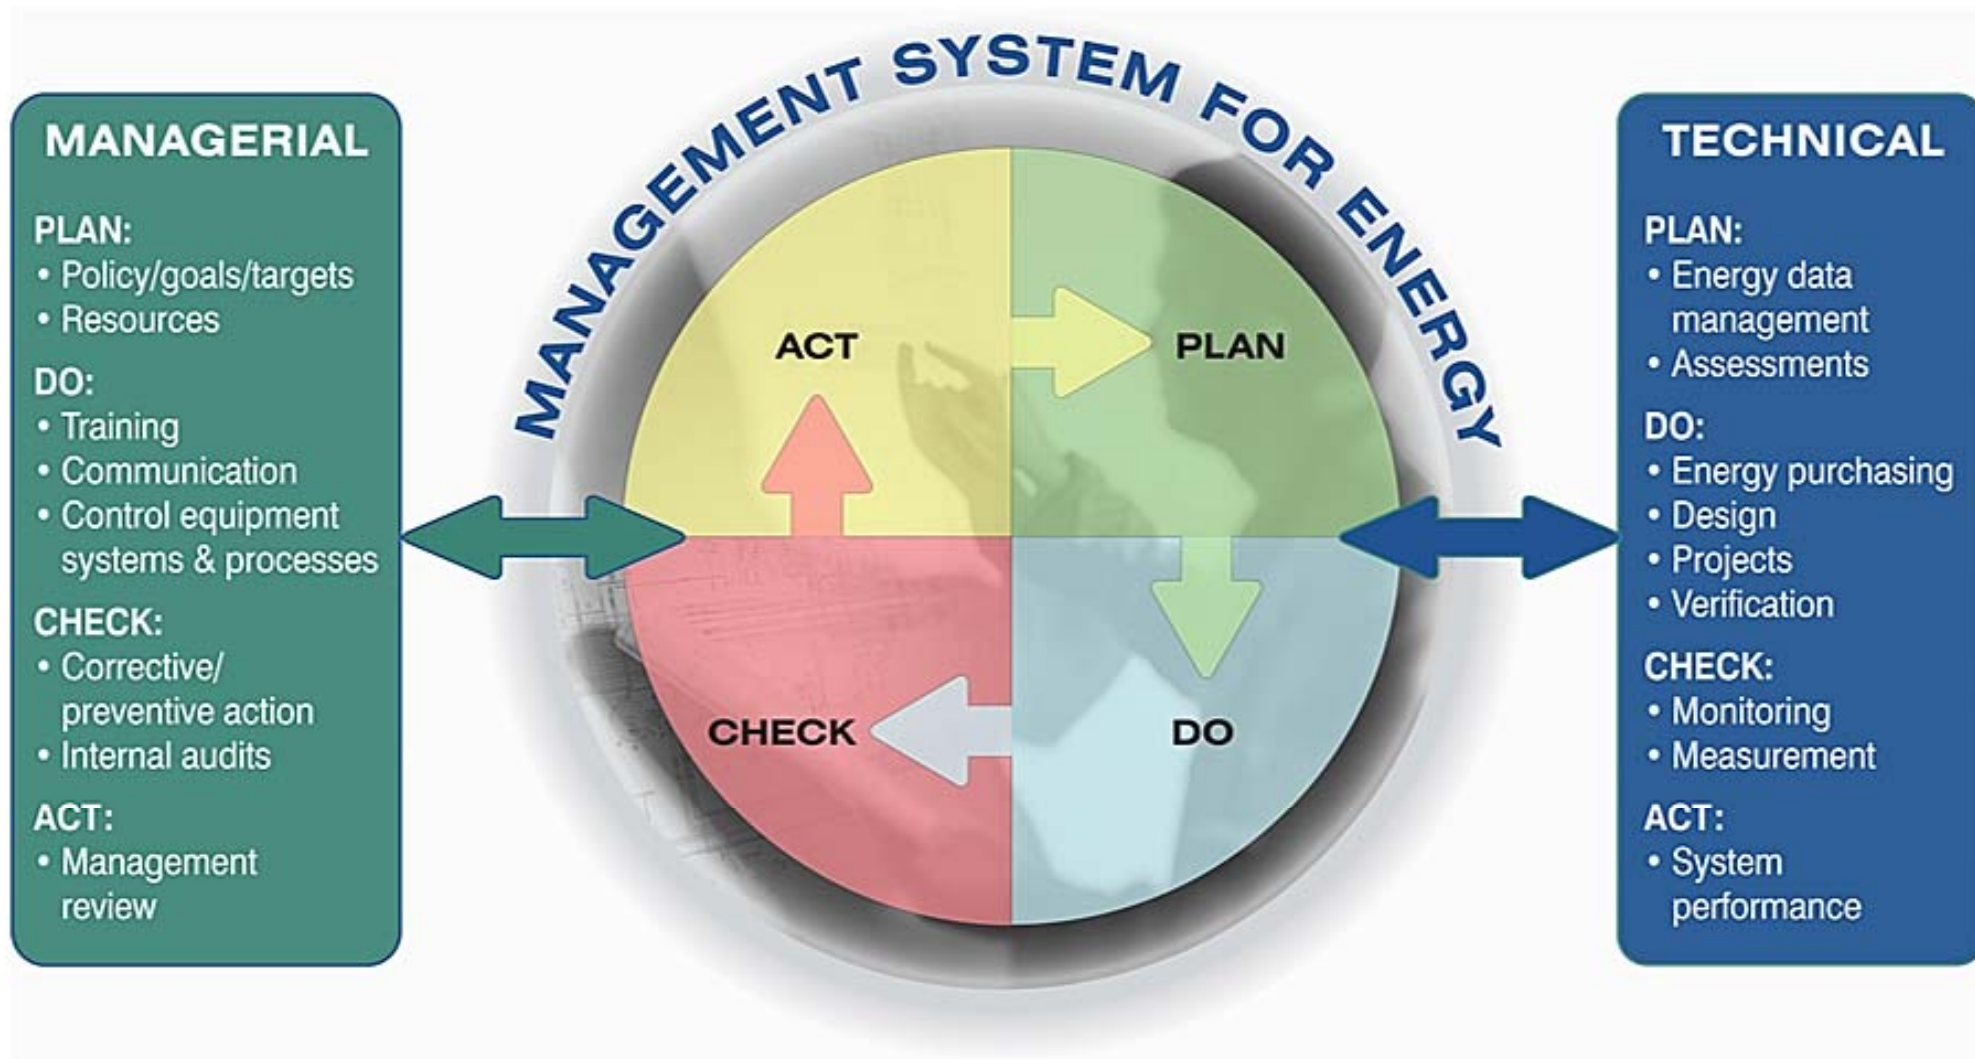 MANAGEMENT SYSTEM FOR ENERGY
MANAGERIAL
PLAN:
• Policy/goals/targets
• Resources
DO:
• Training
• Communication
• Control equipment
systems & processes
CHECK:
• Corrective/
preventive action
• Internal audits
ACT:
• Management
review
ACT
PLAN
CHECK
DO
TECHNICAL
PLAN:
• Energy data
management
• Assessments
DO:
• Energy purchasing
• Design
• Projects
• Verification
CHECK:
• Monitoring
• Measurement
ACT:
• System
performance